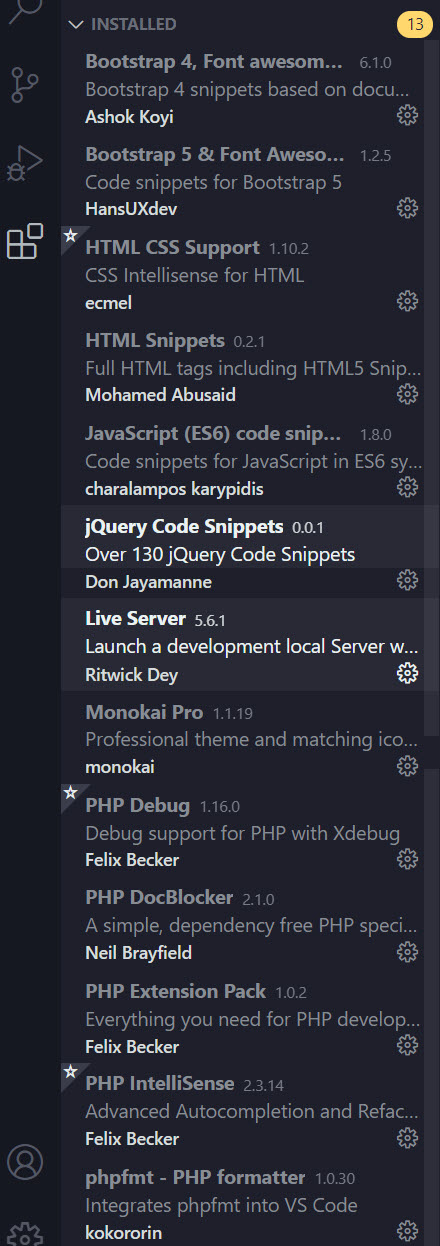 INSTALLED 13
Bootstrap 4, Font awesom... 6.1.0
Bootstrap 4 snippets based on docu...
Ashok Koyi
Bootstrap 5 & Font Aweso... 1.2.5
Code snippets for Bootstrap 5
HansUXdev
HTML CSS Support 1.10.2
CSS Intellisense for HTML
ecmel
HTML Snippets 0.2.1
Full HTML tags including HTML5 Snip...
Mohamed Abusaid
JavaScript (ES6) code snip... 1.8.0
Code snippets for JavaScript in ES6 sy...
charalampos karypidis
jQuery Code Snippets 0.0.1
Over 130 jQuery Code Snippets
Don Jayamanne
Live Server 5.6.1
Launch a development local Server w...
Ritwick Dey
Monokai Pro 1.1.19
Professional theme and matching ico...
monokai
PHP Debug 1.16.0
Debug support for PHP with Xdebug
Felix Becker
PHP DocBlocker 2.1.0
A simple, dependency free PHP speci...
Neil Brayfield
PHP Extension Pack 1.0.2
Everything you need for PHP develop...
Felix Becker
PHP IntelliSense 2.3.14
Advanced Autocompletion and Refac...
Felix Becker
phpfmt - PHP formatter 1.0.30
Integrates phpfmt into VS Code
kokororin